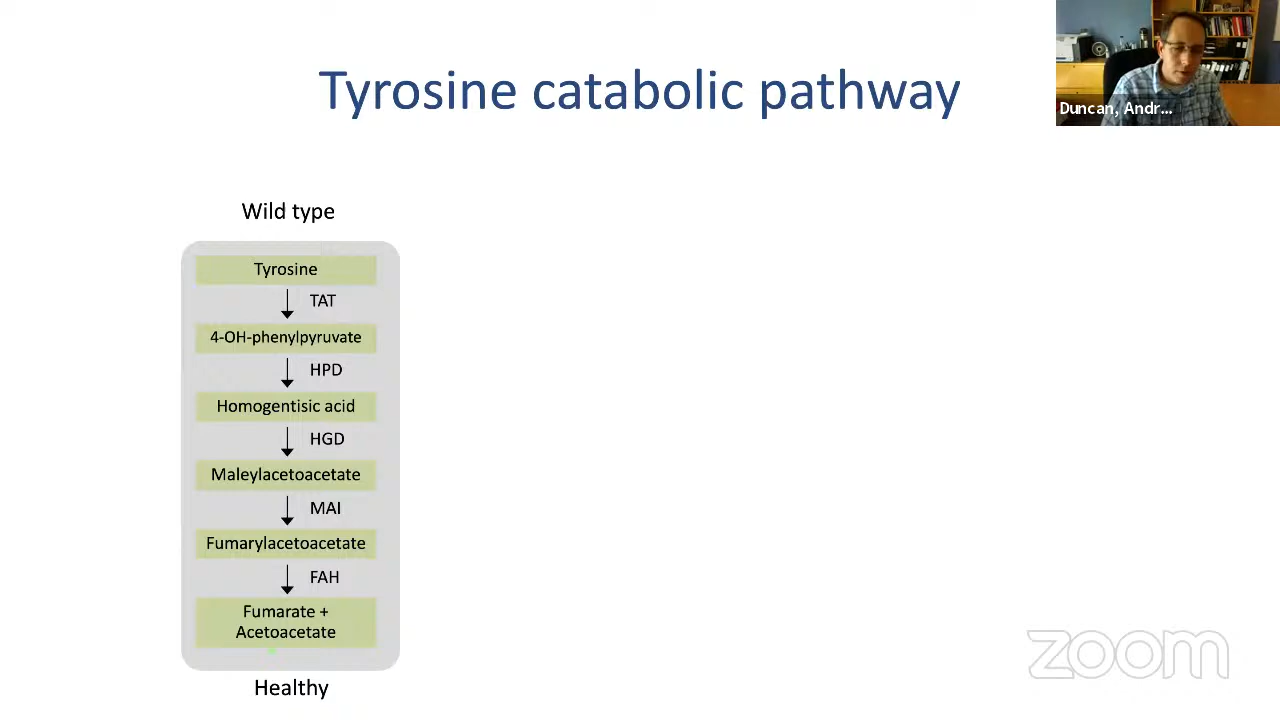 Tyrosine catabolic pathway
Duncan, Andr...
Wild type
Tyrosine
TAT
4-OH-phenylpyruvate
HPD
Homogentisic acid
HGD
Maleylacetoacetate
MAI
Fumarylacetoacetate
FAH
Fumarate +
Acetoacetate
Healthy
zoom